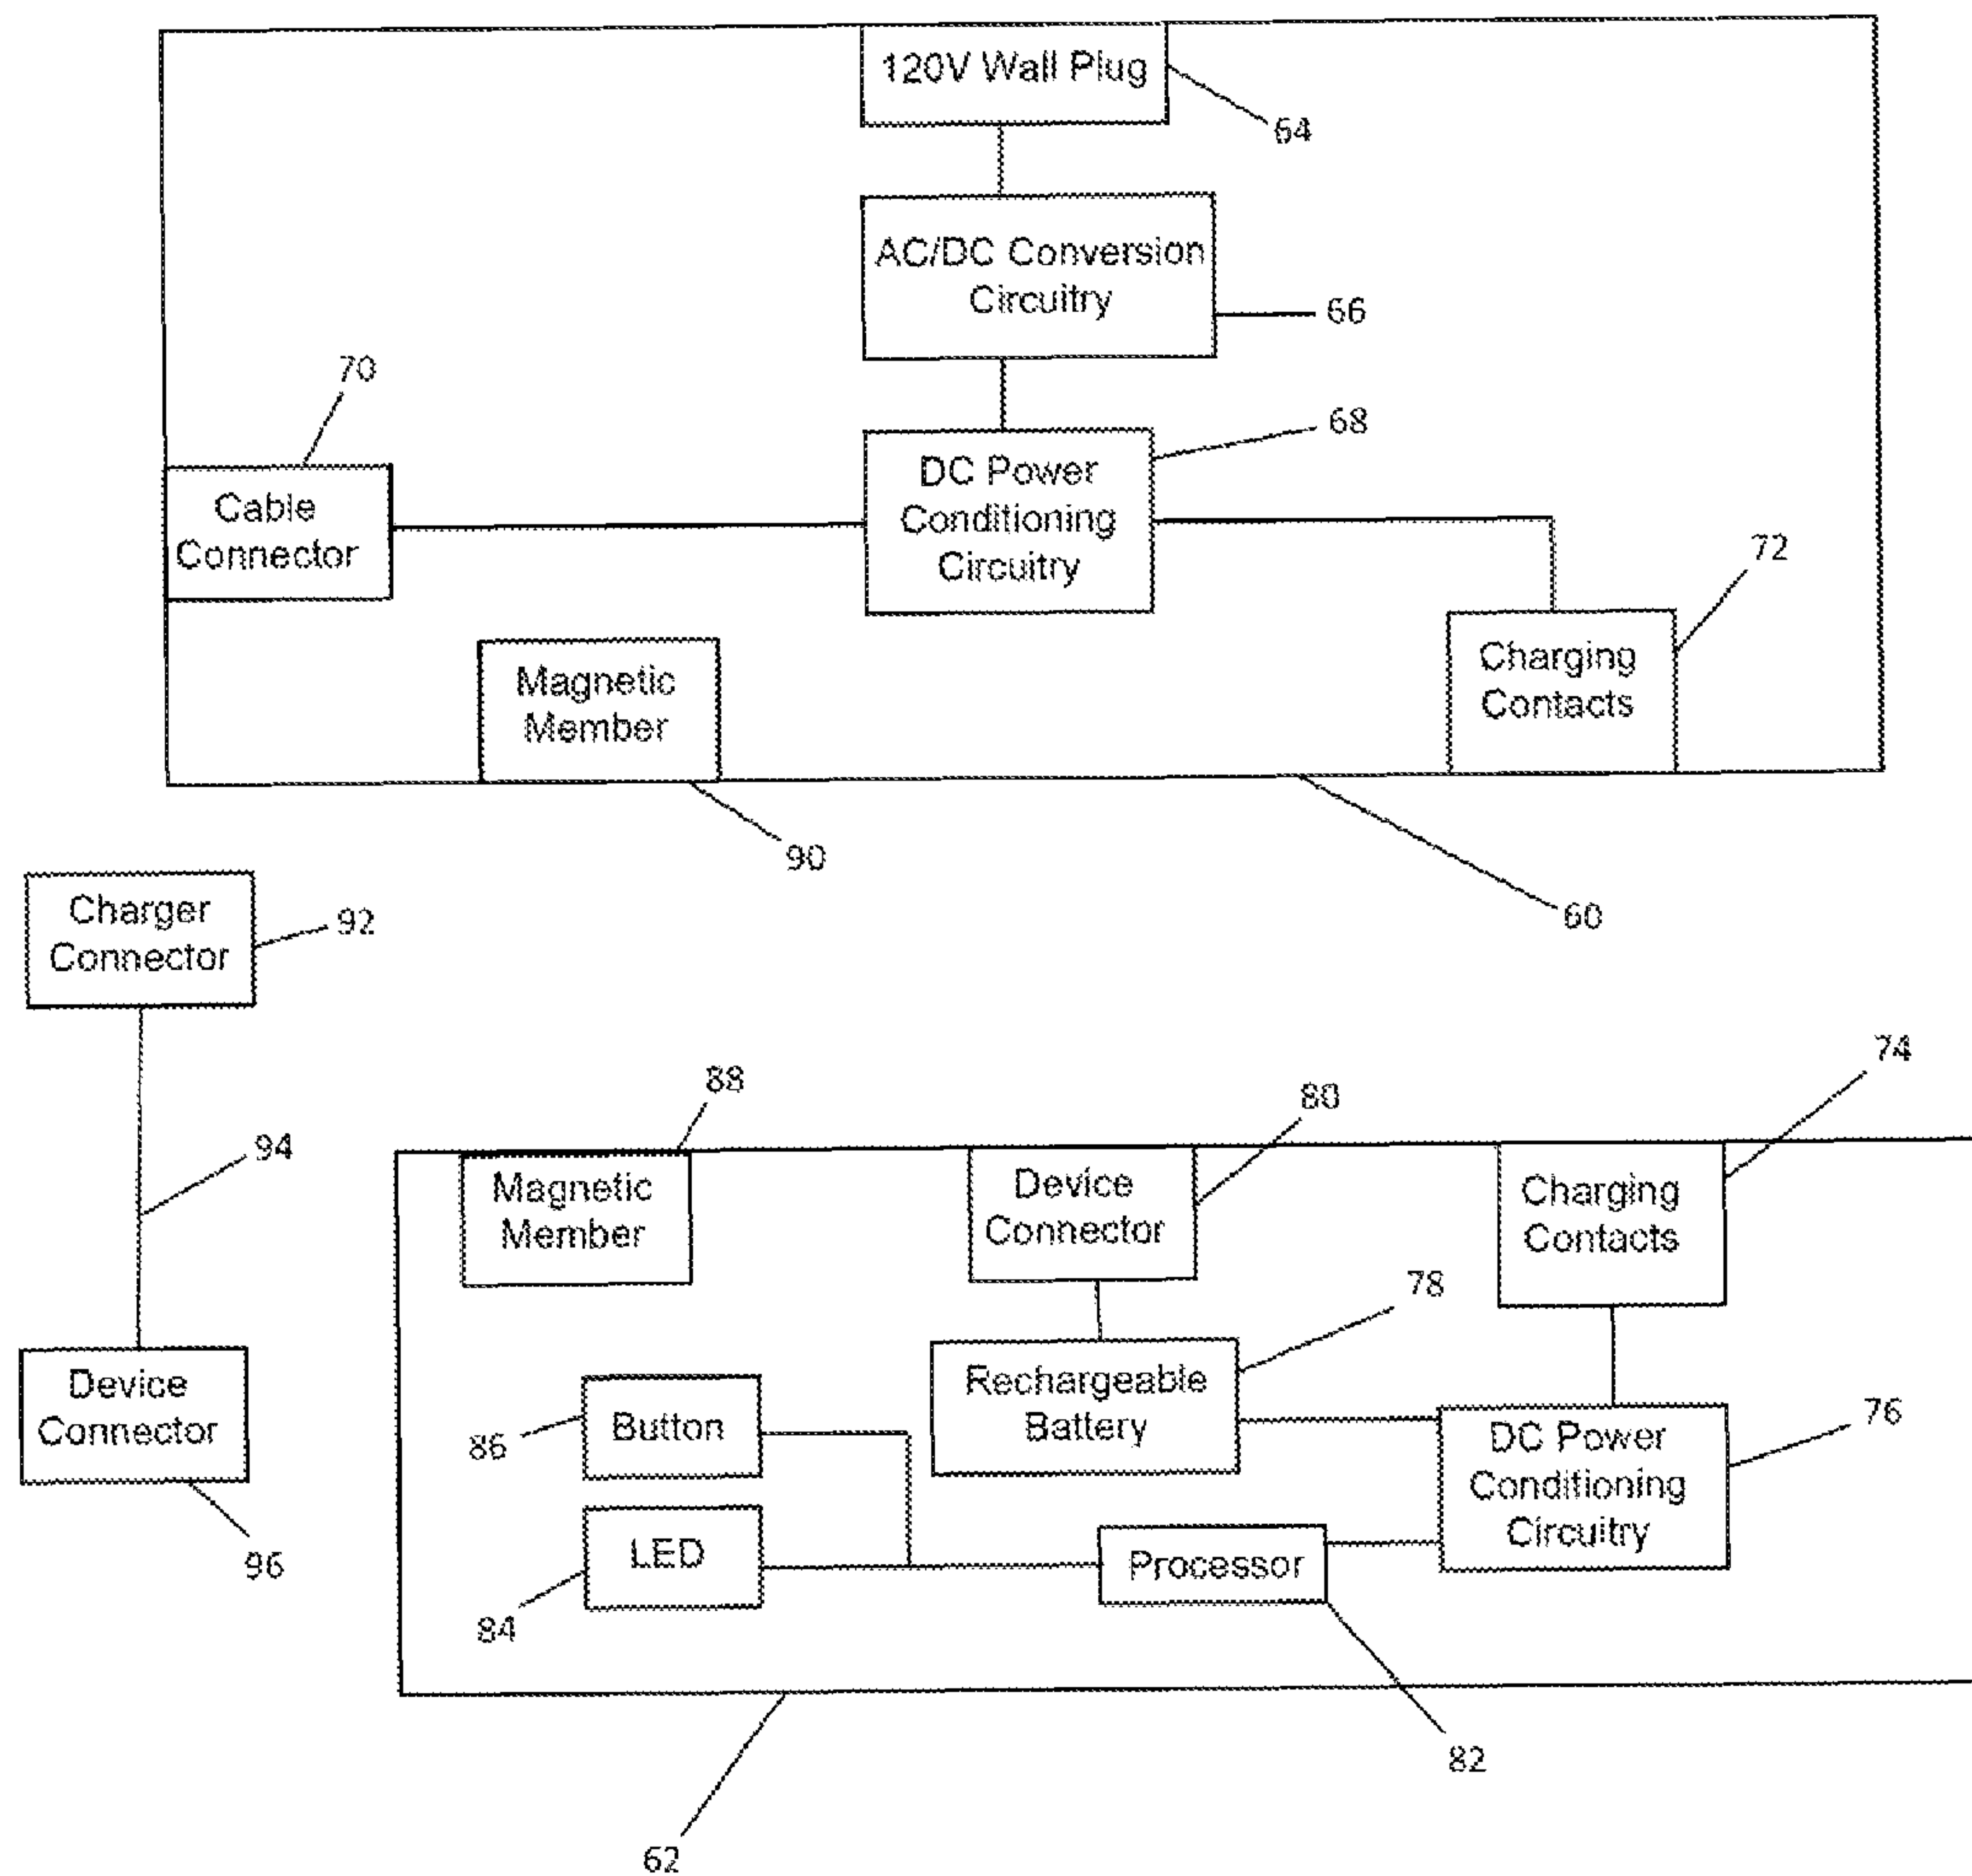 120V Wall Plug
64
AC/DC Conversion
Circuitry
66
70
68
Cable
Connector
DC Power
Conditioning
Circuitry
72
Magnetic
Member
Charging
Contacts
90
60
Charger
Connector
92
94
Device
Connector
96
88
80
74
Magnetic
Member
Device
Connector
Charging
Contacts
78
86
Button
Rechargeable
Battery
76
DC Power
Conditioning
Circuitry
84
LED
Processor
82
62